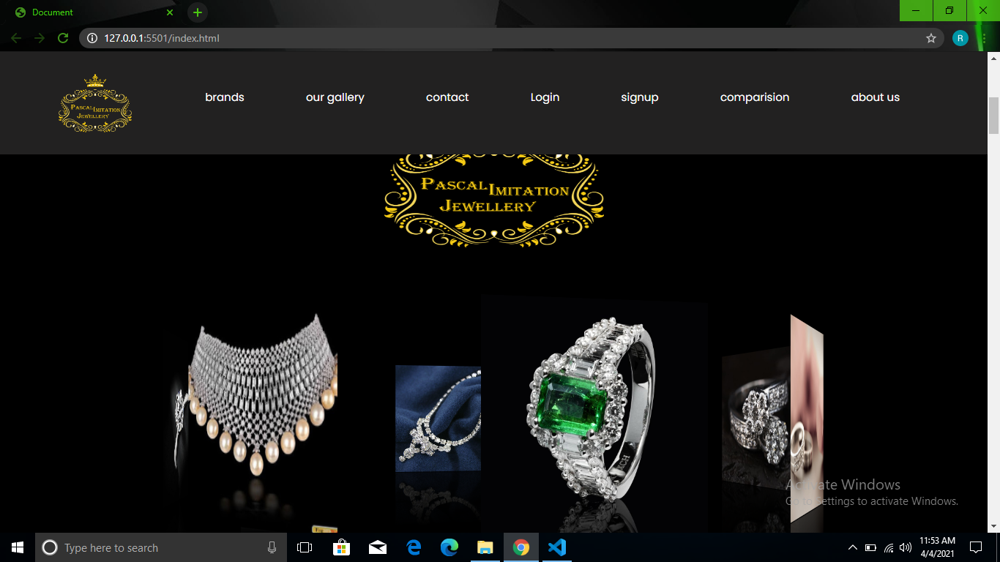 Document
127.0.0.1:5501/index.html
R
Pascal Imitation
Jewellery
brands our gallery contact Login signup comparision about us
Pascal Imitation
Jewellery
ICH
Activate Windows
Go to Settings to activate Windows.
Type here to search
11:53 AM
4/4/2021